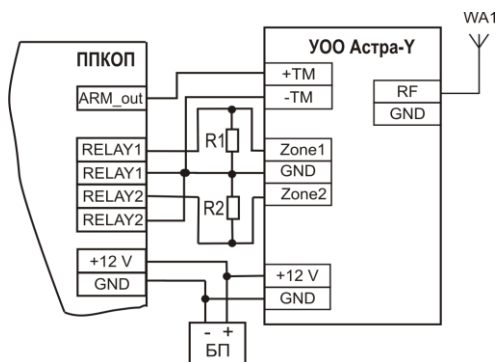 WA1
ППКОП
УОО Астра-Y
ARM_out
+TM
-TM
RF
GND
RELAY1
RELAY1
RELAY2
RELAY2
R1
R2
Zone1
GND
Zone2
+12 V
GND
+12 V
GND
- +
БП